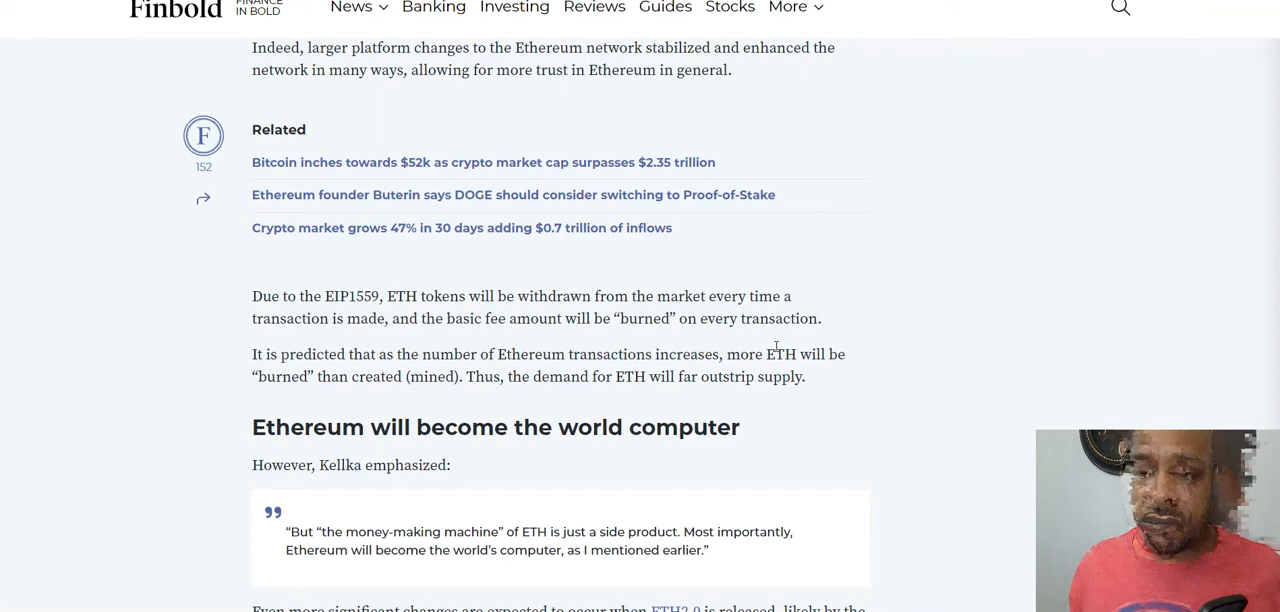 Finbold FINANCE IN BOLD News Banking Investing Reviews Guides Stocks More
Indeed, larger platform changes to the Ethereum network stabilized and enhanced the
network in many ways, allowing for more trust in Ethereum in general.
F
152
Related
Bitcoin inches towards $52k as crypto market cap surpasses $2.35 trillion
Ethereum founder Buterin says DOGE should consider switching to Proof-of-Stake
Crypto market grows 47% in 30 days adding $0.7 trillion of inflows
Due to the EIP1559, ETH tokens will be withdrawn from the market every time a
transaction is made, and the basic fee amount will be “burned” on every transaction.
It is predicted that as the number of Ethereum transactions increases, more ETH will be
“burned” than created (mined). Thus, the demand for ETH will far outstrip supply.
Ethereum will become the world computer
However, Kellka emphasized:
“But “the money-making machine” of ETH is just a side product. Most importantly,
Ethereum will become the world’s computer, as I mentioned earlier.”
Even more significant changes are expected to occur when ETH2.0 is released, likely by the